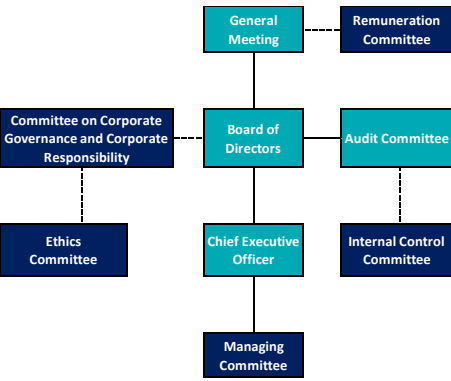 General
Meeting
Remuneration
Committee
Committee on Corporate
Governance and Corporate
Responsibility
Board of
Directors
Audit Committee
Ethics
Committee
Chief Executive
Officer
Internal Control
Committee
Managing
Committee